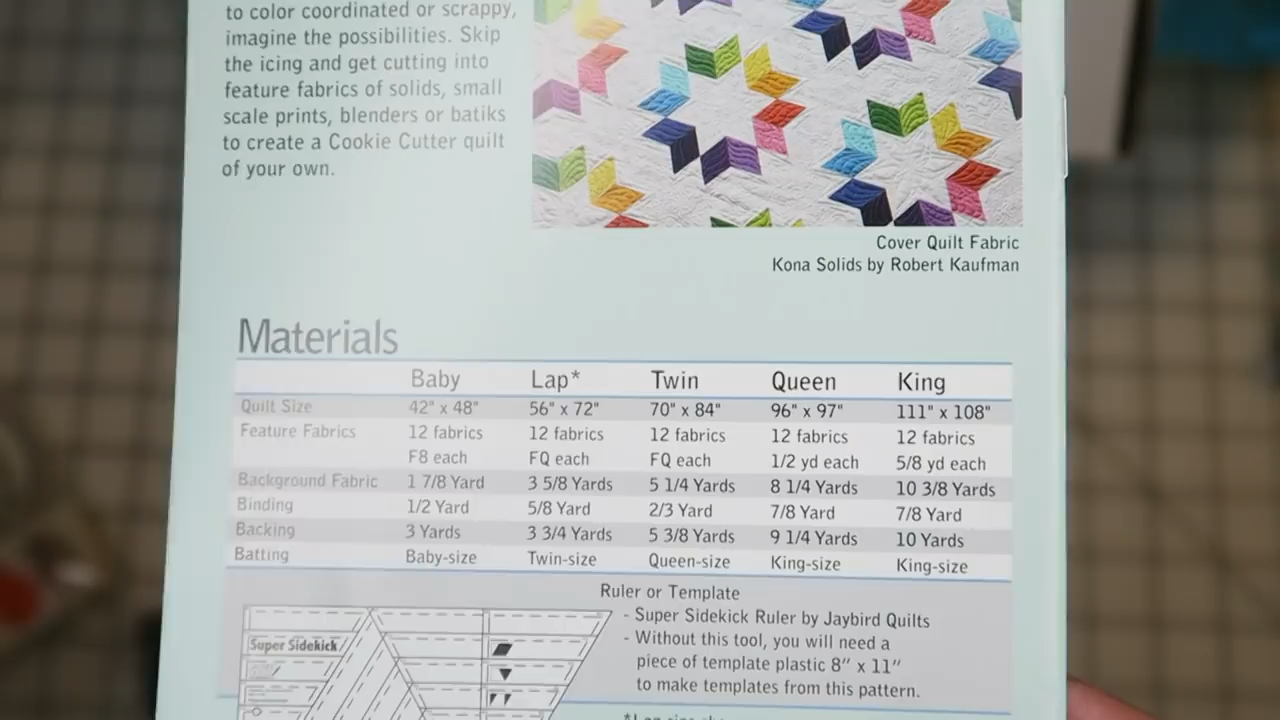 to color coordinated or scrappy,
imagine the possibilities. Skip
the icing and get cutting into
feature fabrics of solids, small
scale prints, blenders or batiks
to create a Cookie Cutter quilt
of your own.
Cover Quilt Fabric
Kona Solids by Robert Kaufman
Materials
Baby Lap* Twin Queen King
Quilt Size 42" x 48" 56" x 72" 70" x 84" 96" x 97" 111" x 108"
Feature Fabrics 12 fabrics 12 fabrics 12 fabrics 12 fabrics 12 fabrics
F8 each FQ each FQ each 1/2 yd each 5/8 yd each
Background Fabric 1 7/8 Yard 3 5/8 Yards 5 1/4 Yards 8 1/4 Yards 10 3/8 Yards
Binding 1/2 Yard 5/8 Yard 2/3 Yard 7/8 Yard 7/8 Yard
Backing 3 Yards 3 3/4 Yards 5 3/8 Yards 9 1/4 Yards 10 Yards
Batting Baby-size Twin-size Queen-size King-size King-size
Ruler or Template
- Super Sidekick Ruler by Jaybird Quilts
- Without this tool, you will need a
piece of template plastic 8" x 11"
to make templates from this pattern.
Super Sidekick